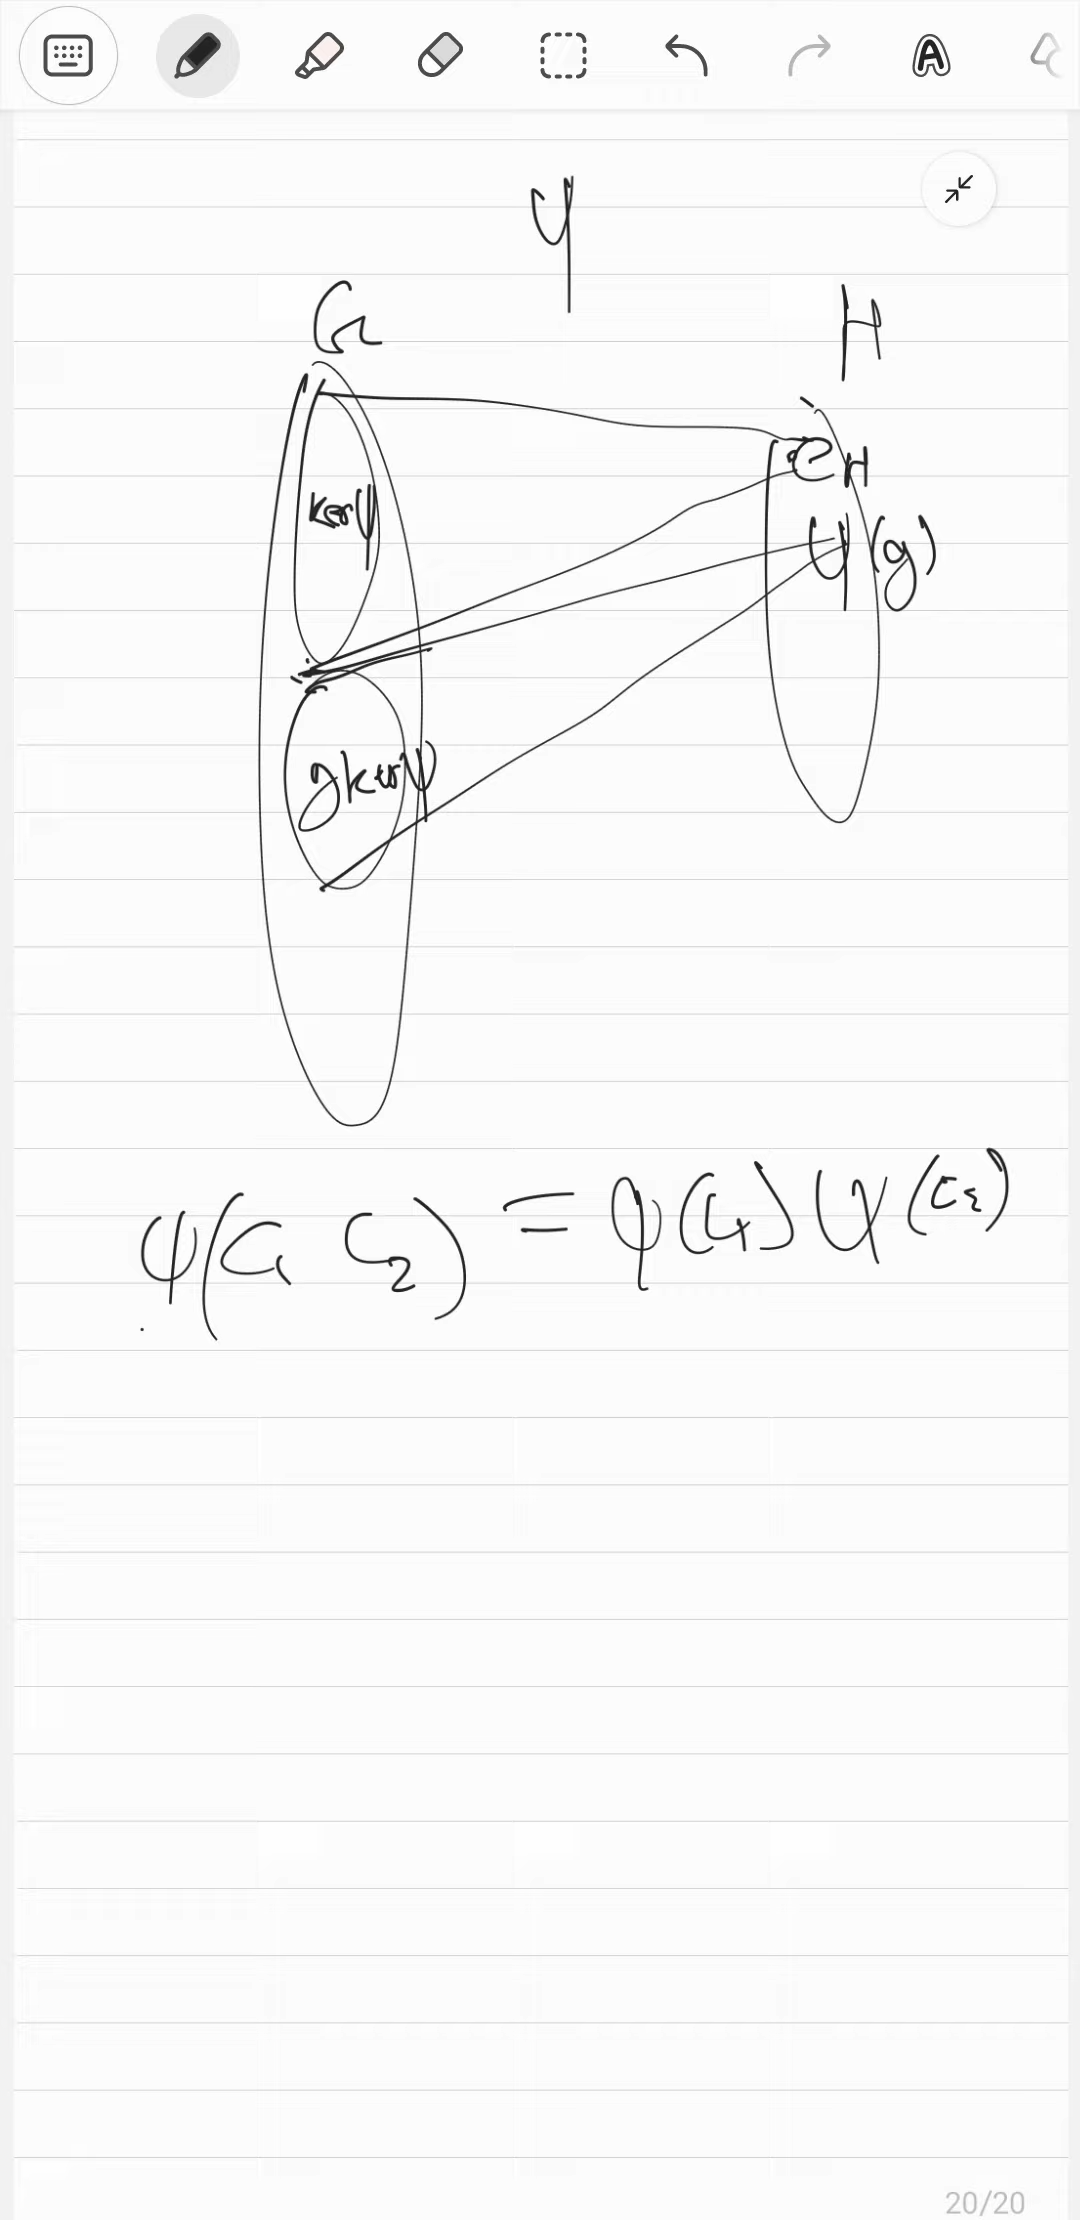 ψ
G H
ker ψ e_H
ψ(g)
g ker ψ
ψ(C₁ C₂) = ψ(C₁) ψ(C₂)
20/20